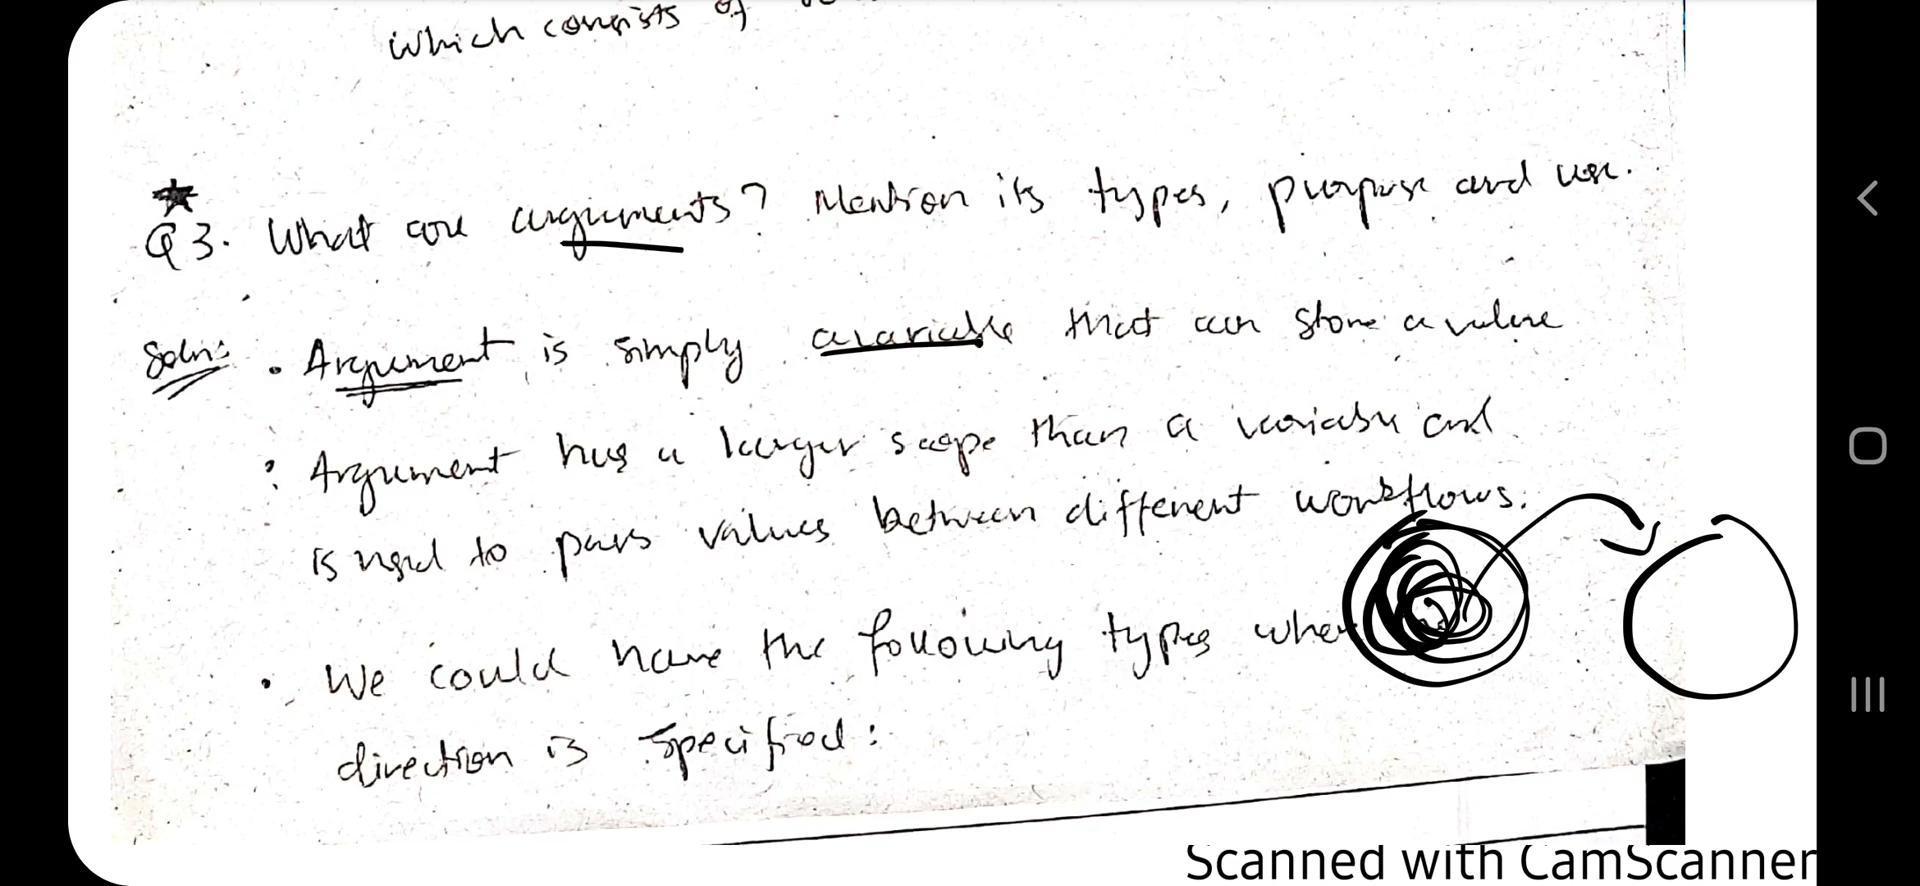 which consists of
Q3. What are arguments? Mention its types, purpose and use.
Soln: . Argument is simply a variable that can store a value
: Argument has a larger scope than a variable and
is used to pass values between different workflows.
. We could have the following types
direction is specified:
Scanned with CamScanner